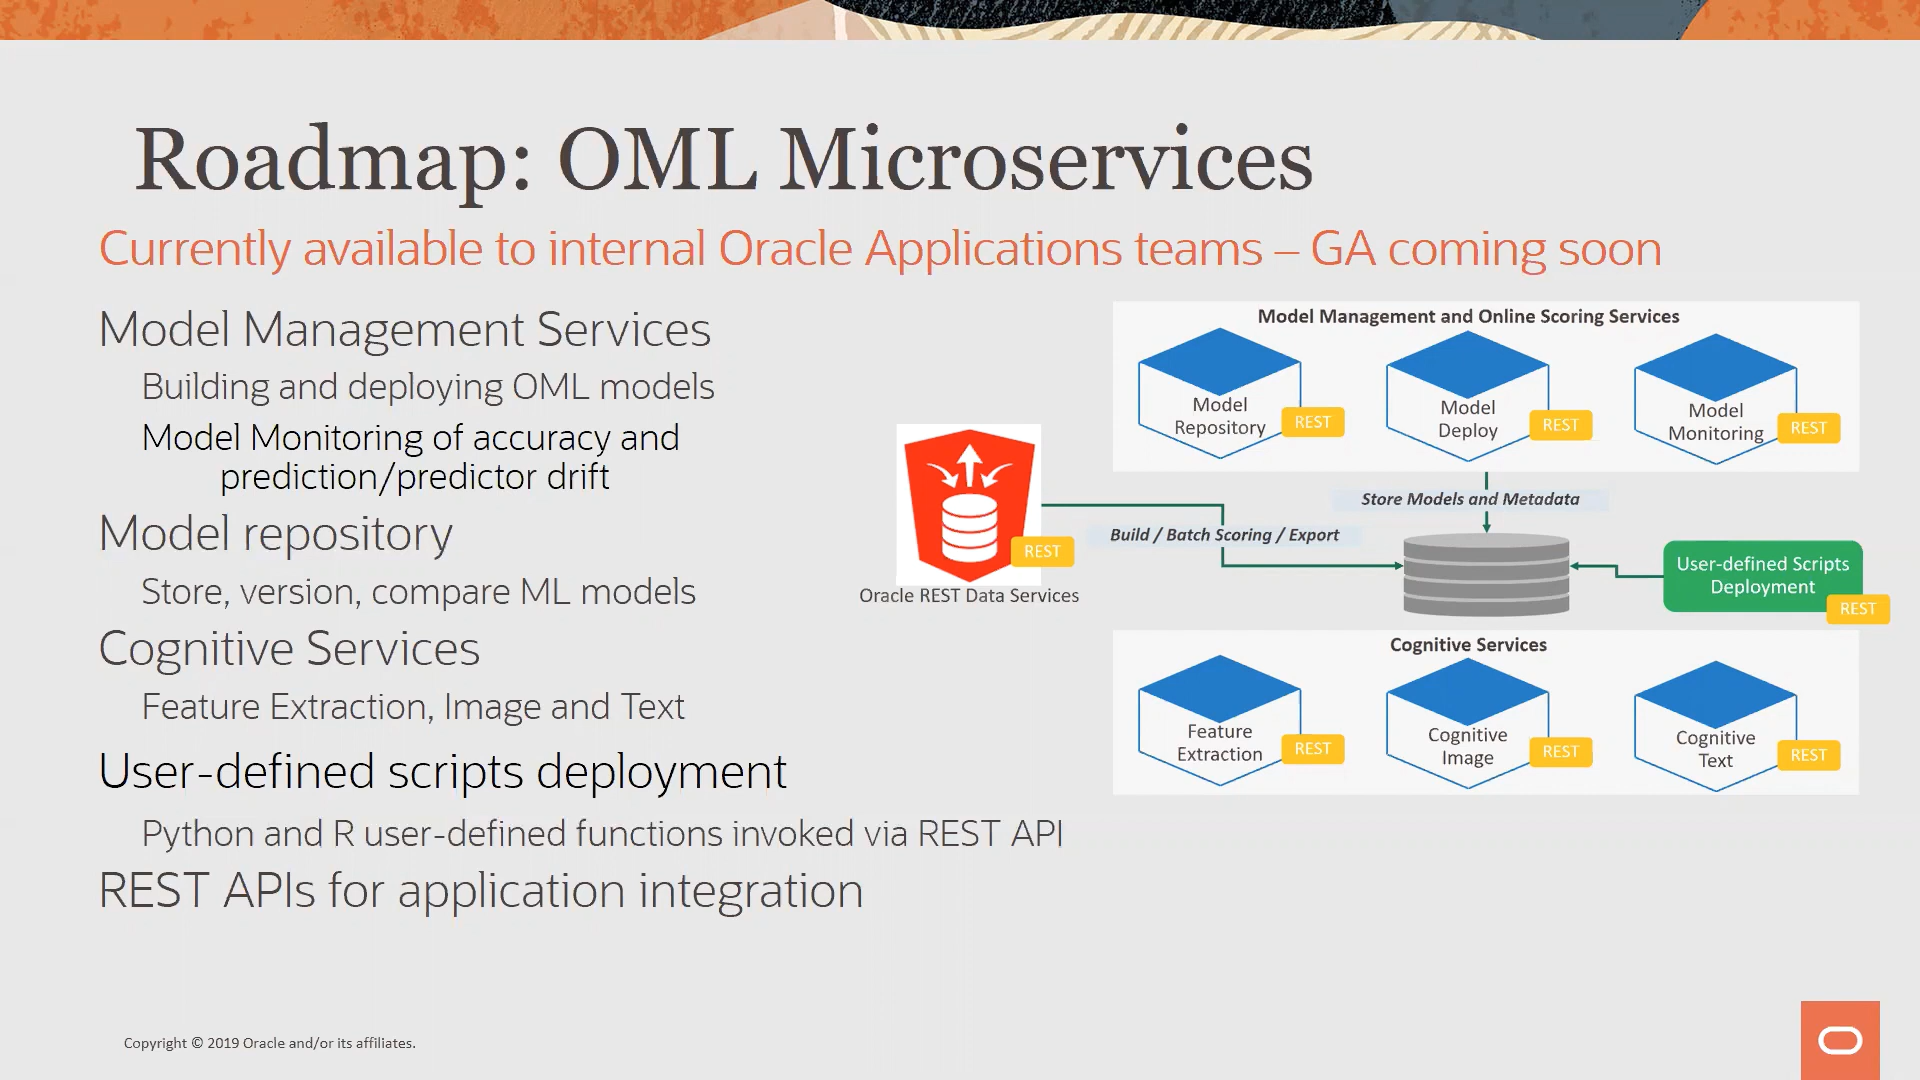 Roadmap: OML Microservices
Currently available to internal Oracle Applications teams – GA coming soon
Model Management Services
Building and deploying OML models
Model Monitoring of accuracy and
prediction/predictor drift
Model repository
Store, version, compare ML models
Cognitive Services
Feature Extraction, Image and Text
User-defined scripts deployment
Python and R user-defined functions invoked via REST API
REST APIs for application integration
Model Management and Online Scoring Services
Model
Repository
REST
Model
Deploy
REST
Model
Monitoring
REST
Store Models and Metadata
Build / Batch Scoring / Export
REST
Oracle REST Data Services
User-defined Scripts
Deployment
REST
Cognitive Services
Feature
Extraction
REST
Cognitive
Image
REST
Cognitive
Text
REST
Copyright © 2019 Oracle and/or its affiliates.